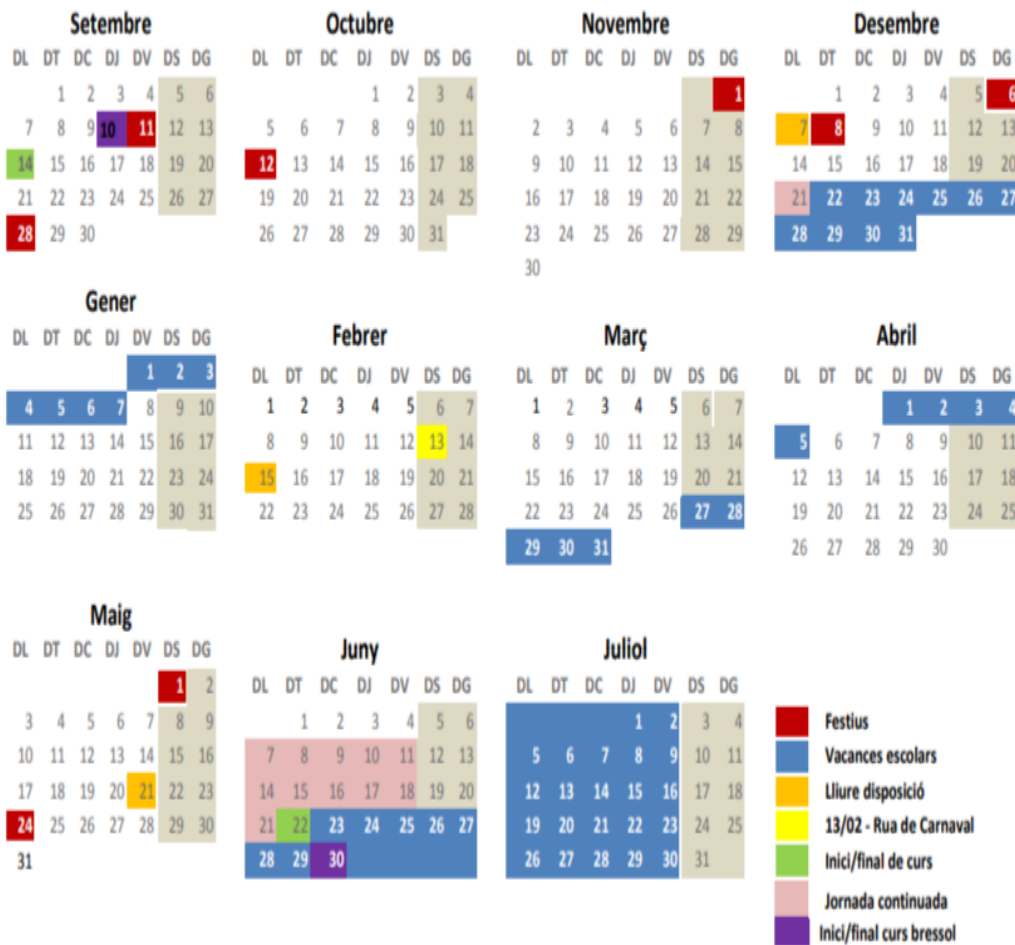 Setembre
DL DT DC DJ DV DS DG
1 2 3 4 5 6
7 8 9 10 11 12 13
14 15 16 17 18 19 20
21 22 23 24 25 26 27
28 29 30
Octubre
DL DT DC DJ DV DS DG
1 2 3 4
5 6 7 8 9 10 11
12 13 14 15 16 17 18
19 20 21 22 23 24 25
26 27 28 29 30 31
Novembre
DL DT DC DJ DV DS DG
1
2 3 4 5 6 7 8
9 10 11 12 13 14 15
16 17 18 19 20 21 22
23 24 25 26 27 28 29
30
Desembre
DL DT DC DJ DV DS DG
1 2 3 4 5 6
7 8 9 10 11 12 13
14 15 16 17 18 19 20
21 22 23 24 25 26 27
28 29 30 31
Gener
DL DT DC DJ DV DS DG
1 2 3
4 5 6 7 8 9 10
11 12 13 14 15 16 17
18 19 20 21 22 23 24
25 26 27 28 29 30 31
Febrer
DL DT DC DJ DV DS DG
1 2 3 4 5 6 7
8 9 10 11 12 13 14
15 16 17 18 19 20 21
22 23 24 25 26 27 28
Març
DL DT DC DJ DV DS DG
1 2 3 4 5 6 7
8 9 10 11 12 13 14
15 16 17 18 19 20 21
22 23 24 25 26 27 28
29 30 31
Abril
DL DT DC DJ DV DS DG
1 2 3 4
5 6 7 8 9 10 11
12 13 14 15 16 17 18
19 20 21 22 23 24 25
26 27 28 29 30
Maig
DL DT DC DJ DV DS DG
1 2
3 4 5 6 7 8 9
10 11 12 13 14 15 16
17 18 19 20 21 22 23
24 25 26 27 28 29 30
31
Juny
DL DT DC DJ DV DS DG
1 2 3 4 5 6
7 8 9 10 11 12 13
14 15 16 17 18 19 20
21 22 23 24 25 26 27
28 29 30
Juliol
DL DT DC DJ DV DS DG
1 2 3 4
5 6 7 8 9 10 11
12 13 14 15 16 17 18
19 20 21 22 23 24 25
26 27 28 29 30 31
Festius
Vacances escolars
Lliure disposició
13/02 - Rua de Carnaval
Inici/final de curs
Jornada continuada
Inici/final curs bressol